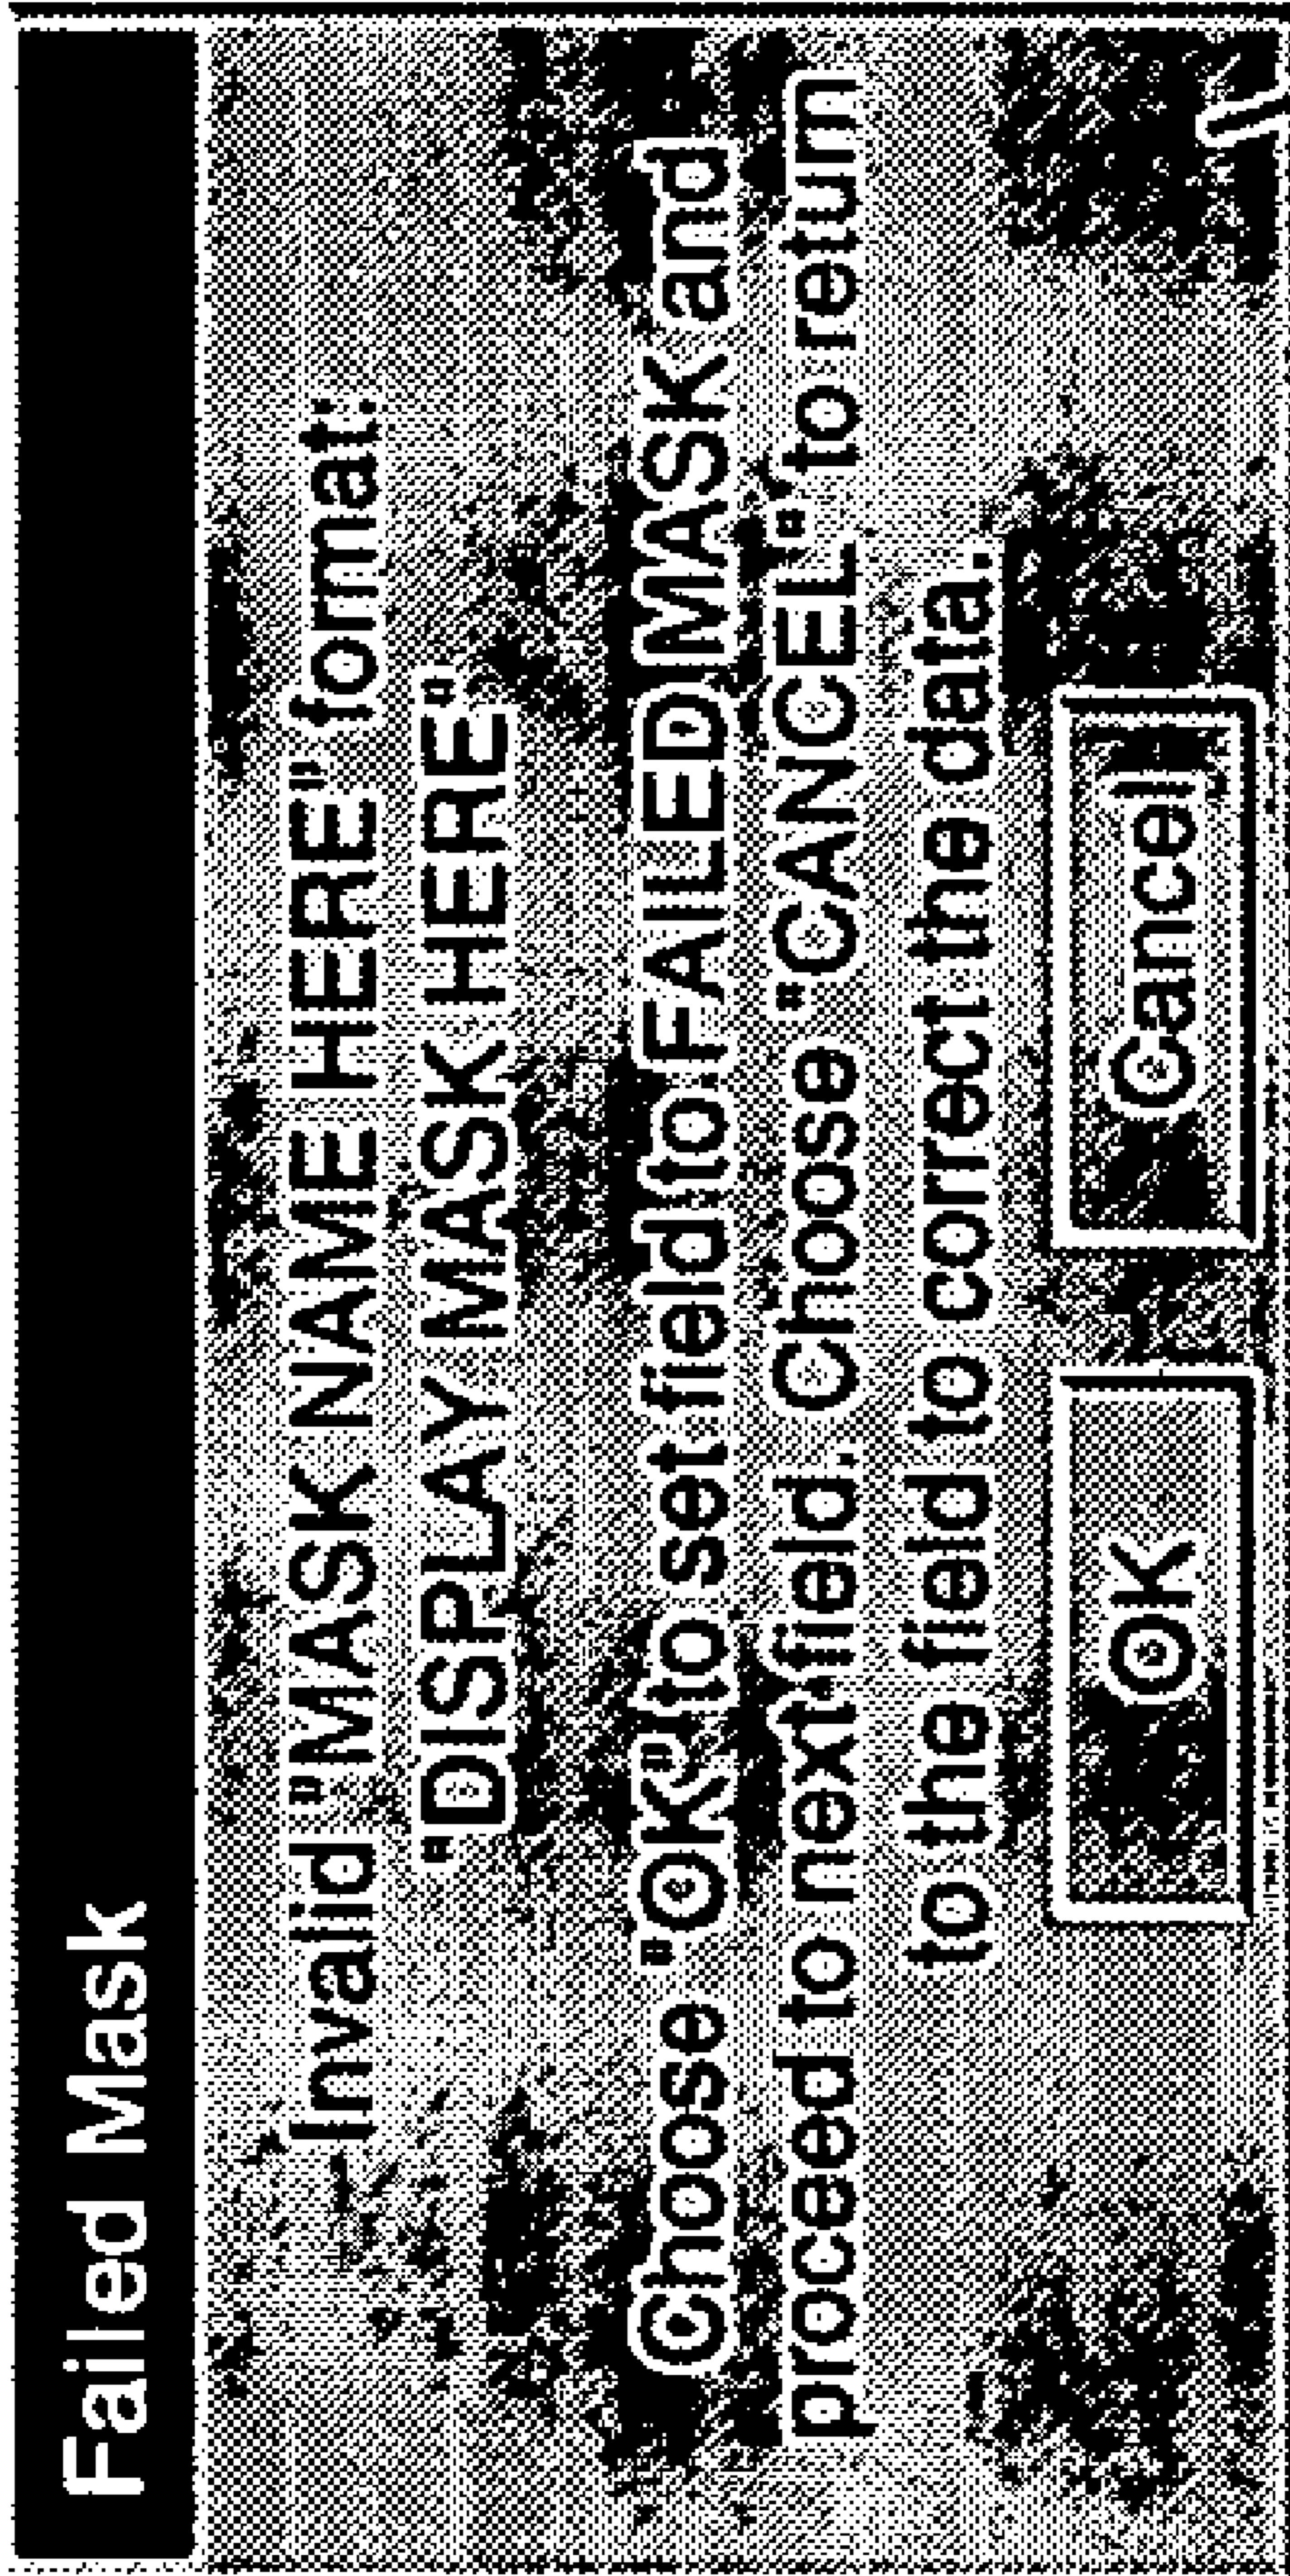 Failed Mask
Invalid "MASK NAME HERE" format:
"DISPLAY MASK HERE"
Choose "OK" to set field to FAILED MASK and
proceed to next field. Choose "CANCEL" to return
to the field to correct the data.
OK
Cancel